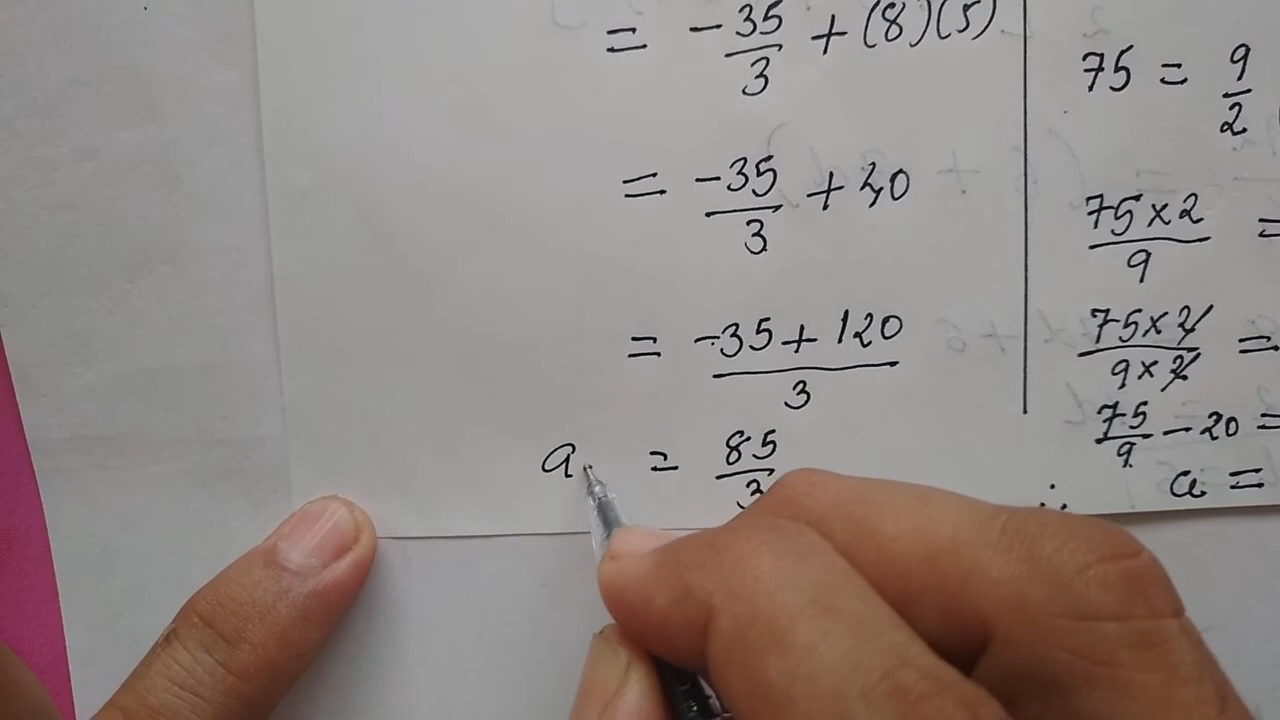 = -35/3 + (8)(5)
= -35/3 + 40
= (-35 + 120)/3
a = 85/3
75 = 9/2
(75 × 2)/9 =
(75 × 2)/(9 × 2) =
75/9 - 20 =
∴ a =